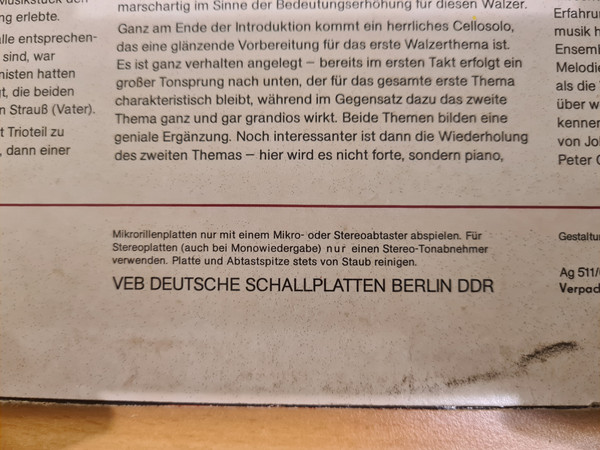 Musikstück den
ng erlebte.
alle entsprechen-
sind, war
nisten hatten
gt, die beiden
n Strauß (Vater).
t Trioteil zu
, dann einer
marschartig im Sinne der Bedeutungserhöhung für diesen Walzer.
Ganz am Ende der Introduktion kommt ein herrliches Cellosolo,
das eine glänzende Vorbereitung für das erste Walzerthema ist.
Es ist ganz verhalten angelegt – bereits im ersten Takt erfolgt ein
großer Tonsprung nach unten, der für das gesamte erste Thema
charakteristisch bleibt, während im Gegensatz dazu das zweite
Thema ganz und gar grandios wirkt. Beide Themen bilden eine
geniale Ergänzung. Noch interessanter ist dann die Wiederholung
des zweiten Themas – hier wird es nicht forte, sondern piano,
Erfahru
musik h
Ensemb
Melodie
als die
über w
kenner
von Jo
Peter
Mikrorillenplatten nur mit einem Mikro- oder Stereoabtaster abspielen. Für
Stereoplatten (auch bei Monowiedergabe) nur einen Stereo-Tonabnehmer
verwenden. Platte und Abtastspitze stets von Staub reinigen.
VEB DEUTSCHE SCHALLPLATTEN BERLIN DDR
Gestaltu
Ag 511/
Verpac